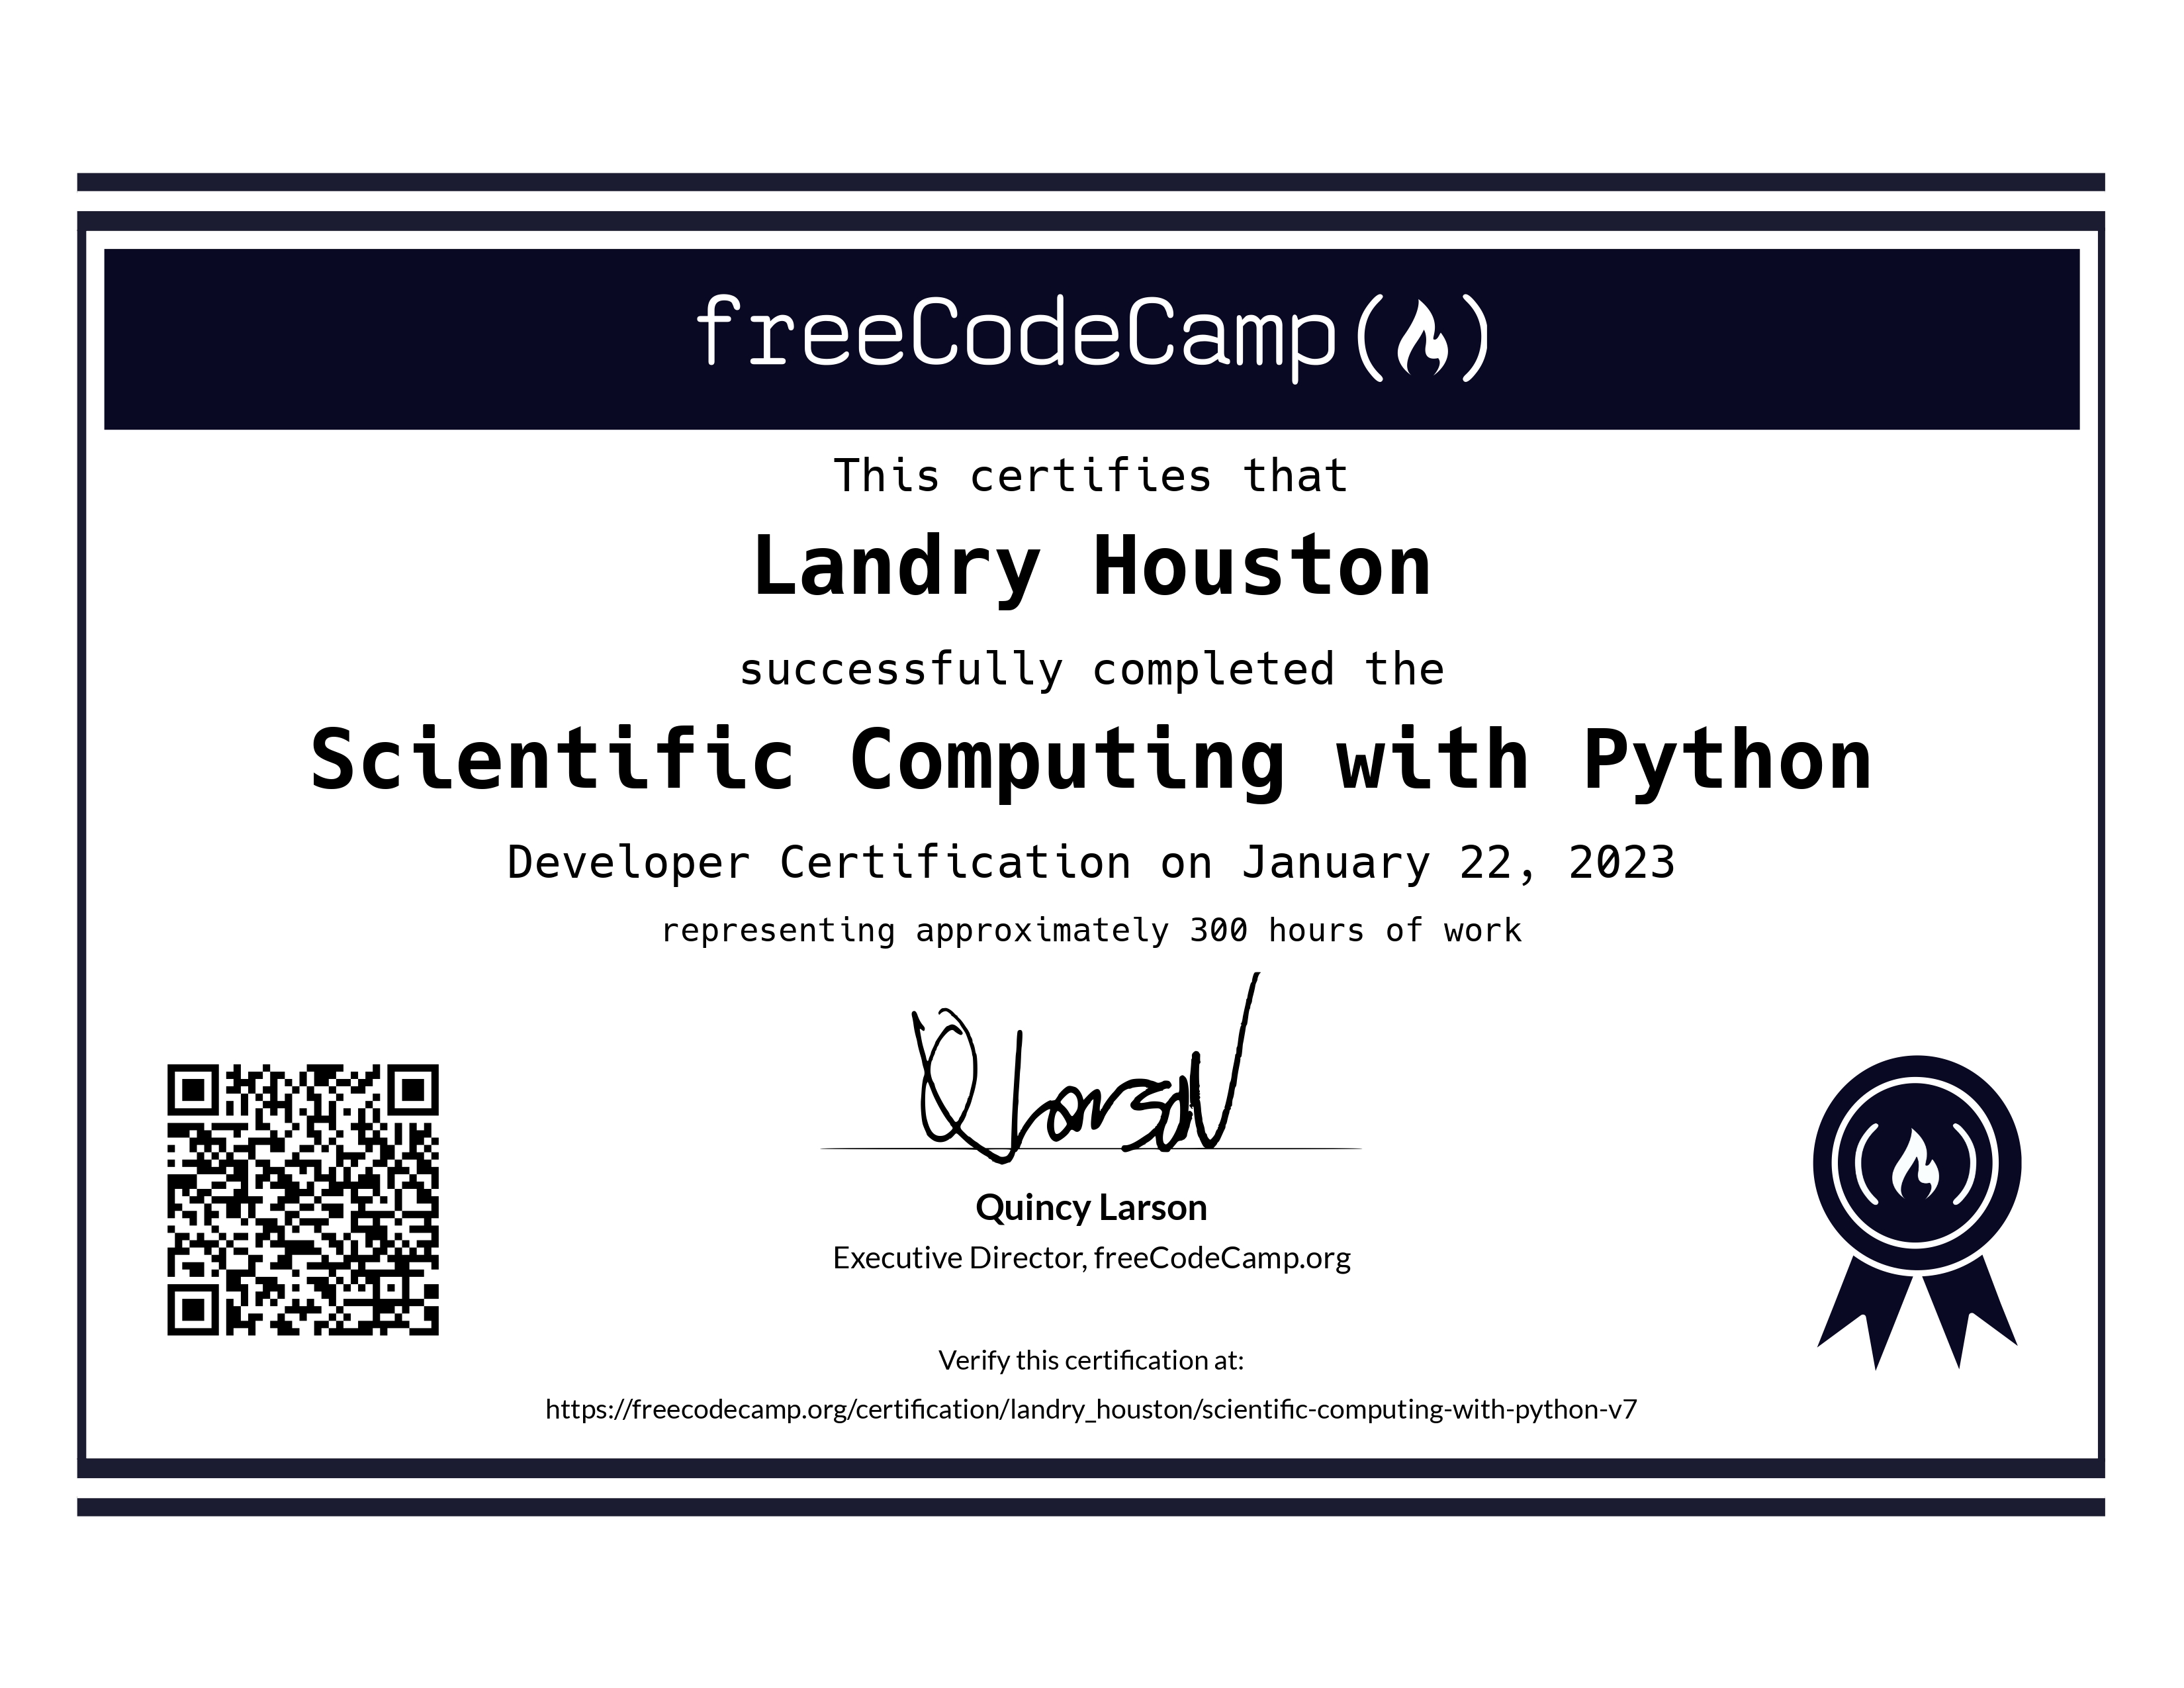 freeCodeCamp
This certifies that
Landry Houston
successfully completed the
Scientific Computing with Python
Developer Certification on January 22, 2023
representing approximately 300 hours of work
Quincy Larson
Executive Director, freeCodeCamp.org
Verify this certification at:
https://freecodecamp.org/certification/landry_houston/scientific-computing-with-python-v7